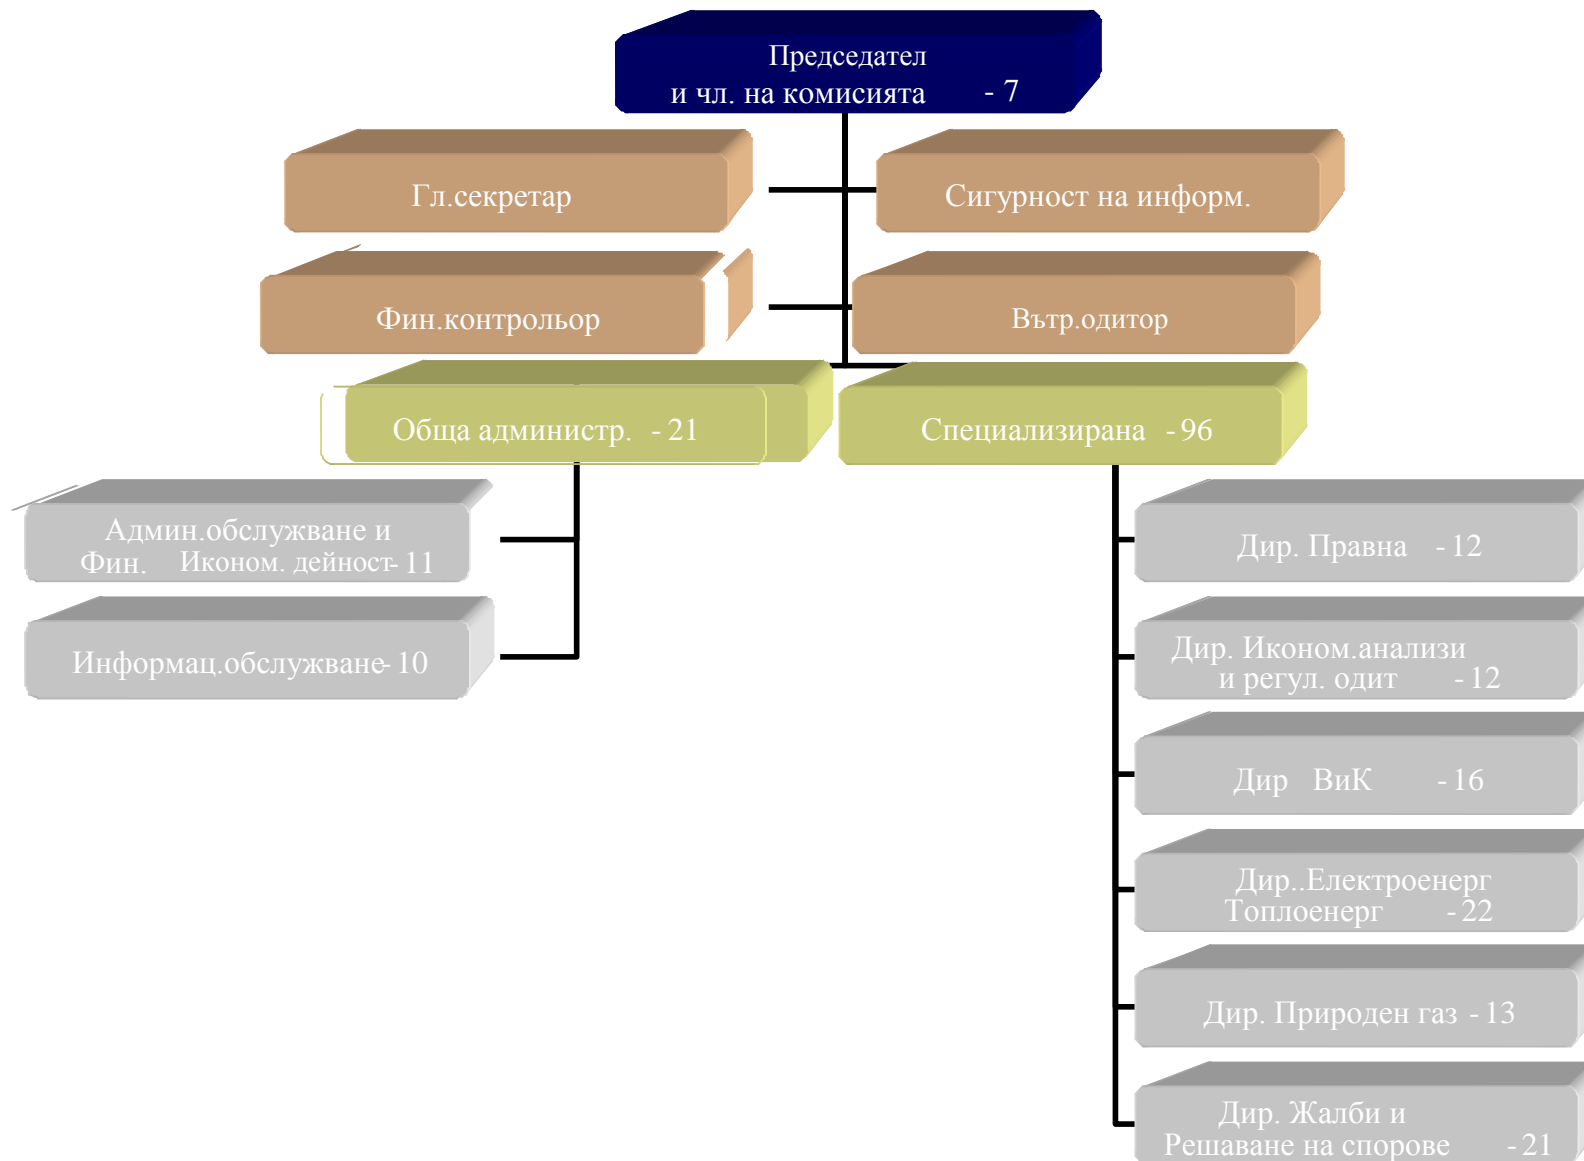 Председател
и чл. на комисията - 7
Гл.секретар
Сигурност на информ.
Фин.контрольор
Вътр.одитор
Обща администр. - 21
Специализирана - 96
Админ.обслужване и
Фин. Иконом. дейност- 11
Информац.обслужване- 10
Дир. Правна - 12
Дир. Иконом.анализи
и регул. одит - 12
Дир ВиК - 16
Дир..Електроенерг
Топлоенерг - 22
Дир. Природен газ - 13
Дир. Жалби и
Решаване на спорове - 21